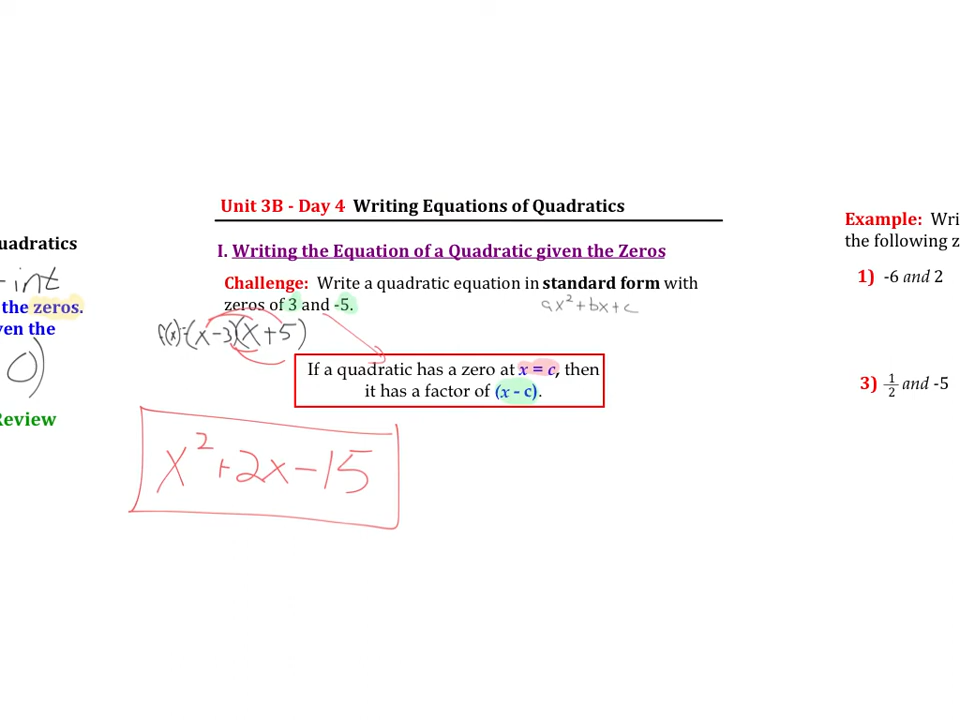 uadratics
- int
the zeros.
ven the
0)
Review
Unit 3B - Day 4 Writing Equations of Quadratics
I. Writing the Equation of a Quadratic given the Zeros
Challenge: Write a quadratic equation in standard form with
zeros of 3 and -5.
ax² + bx + c
f(x)=(x-3)(x+5)
If a quadratic has a zero at x = c, then
it has a factor of (x - c).
x² + 2x - 15
Example: Wri
the following z
1) -6 and 2
3) 1/2 and -5